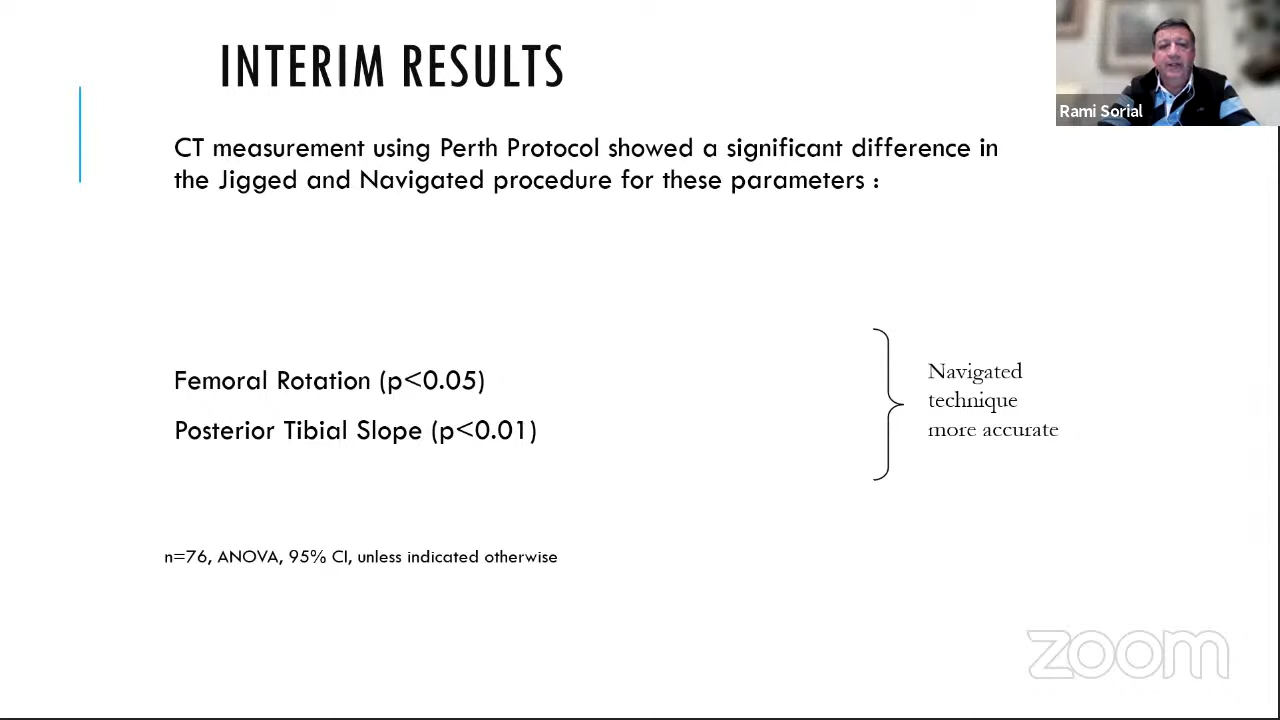 INTERIM RESULTS
Rami Sorial
CT measurement using Perth Protocol showed a significant difference in
the Jigged and Navigated procedure for these parameters :
Femoral Rotation (p<0.05)
Posterior Tibial Slope (p<0.01)
Navigated
technique
more accurate
n=76, ANOVA, 95% CI, unless indicated otherwise
zoom